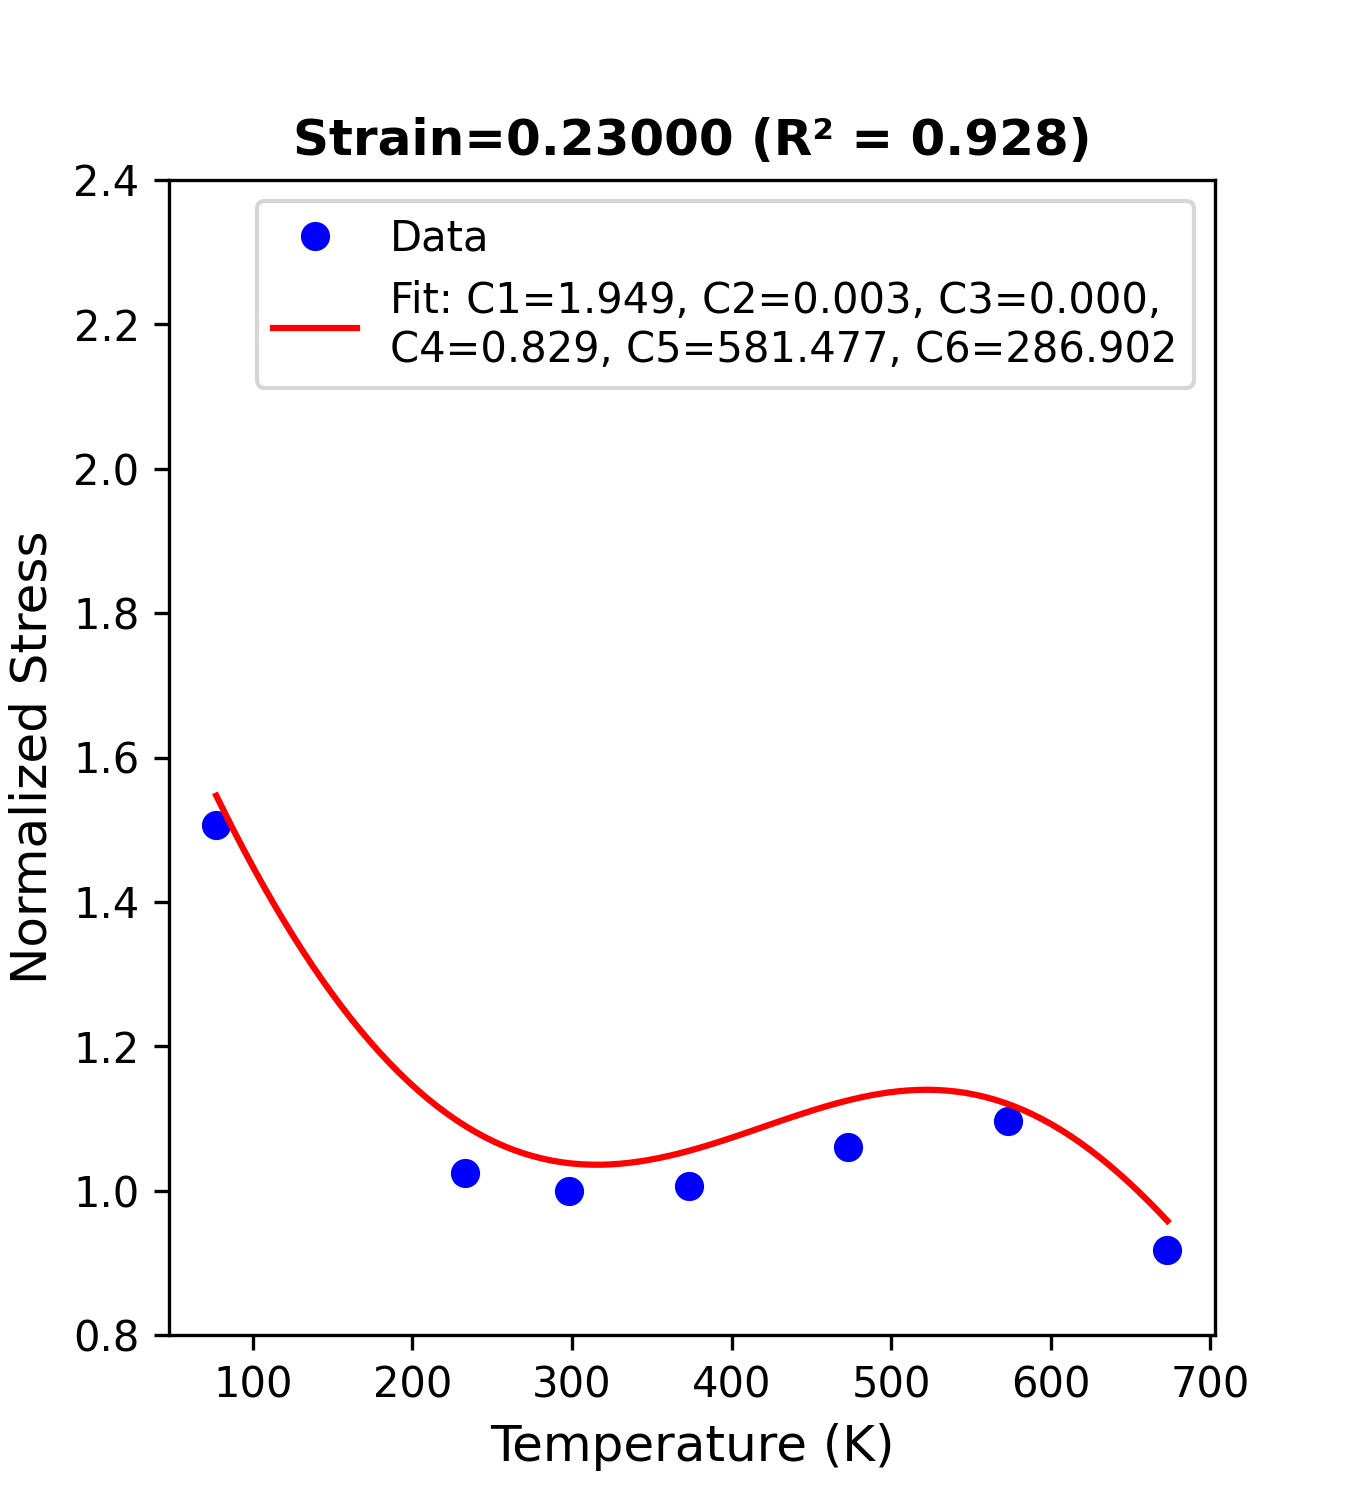 Strain=0.23000 (R² = 0.928)
2.4
2.2
2.0
1.8
1.6
1.4
1.2
1.0
0.8
Normalized Stress
Data
Fit: C1=1.949, C2=0.003, C3=0.000,
C4=0.829, C5=581.477, C6=286.902
100 200 300 400 500 600 700
Temperature (K)